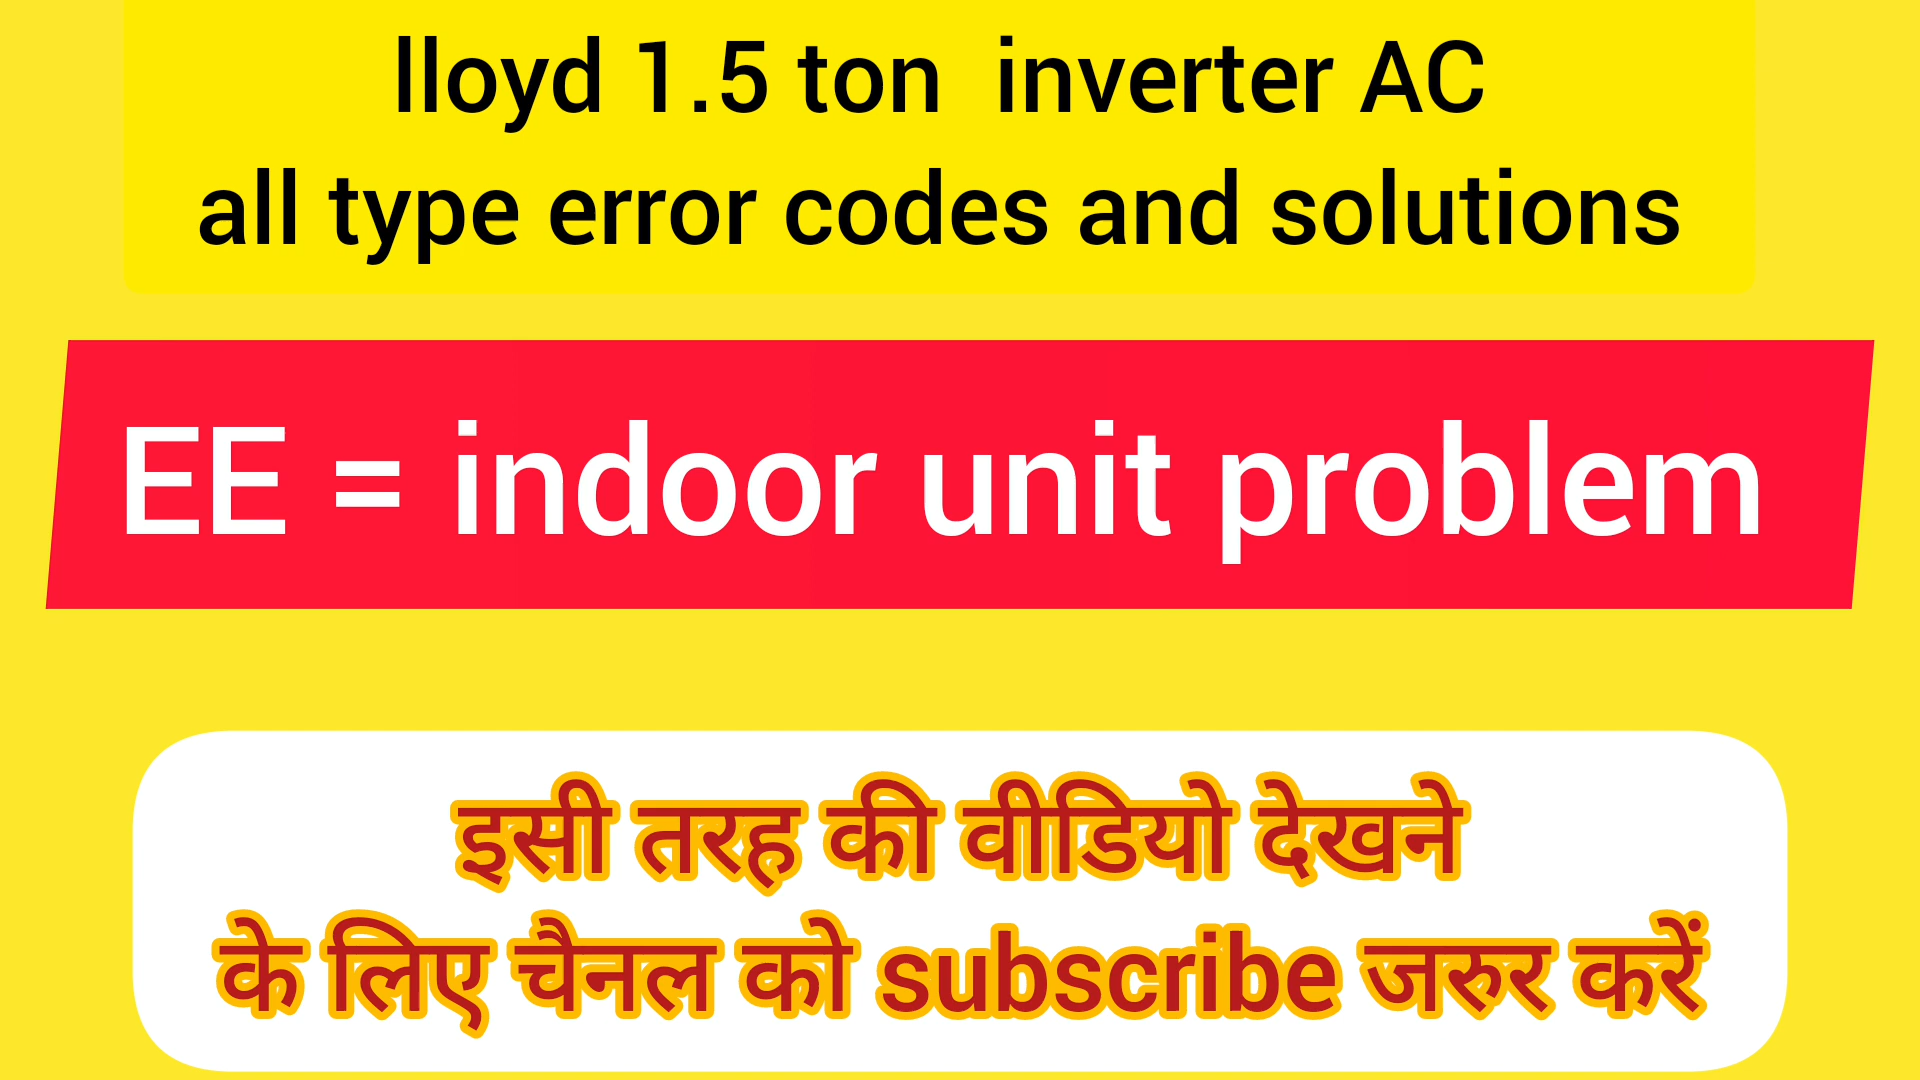 lloyd 1.5 ton  inverter AC
all type error codes and solutions
EE = indoor unit problem
इसी तरह की वीडियो देखने
के लिए चैनल को subscribe जरुर करें